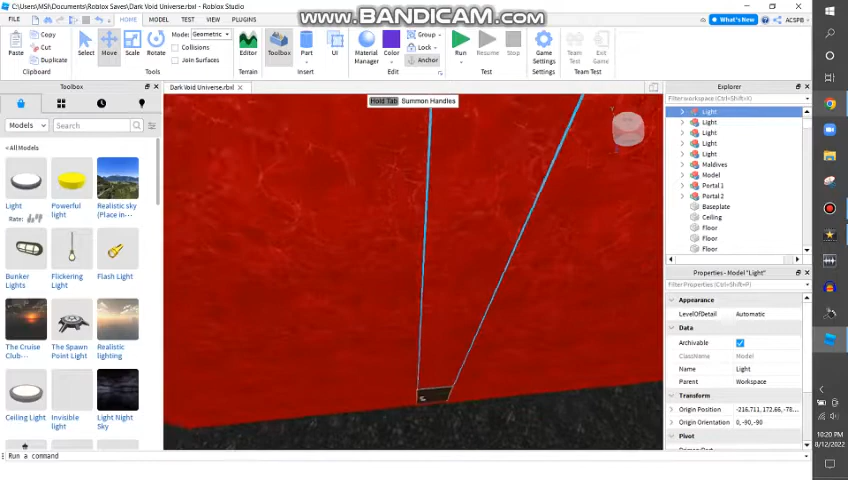 C:\Users\MSI\Documents\Roblox Saves\Dark Void Universe.rbxl - Roblox Studio
www.BANDICAM.com
FILE HOME MODEL TEST VIEW PLUGINS What's New ACSPB
Paste Copy Cut Duplicate Select Move Scale Rotate Mode: Geometric Collisions Join Surfaces Editor Toolbox Part UI Material Manager Color Group Lock Anchor Run Resume Stop Game Settings Team Test Exit Game
Clipboard Tools Terrain Insert Edit Test Settings Team Test
Toolbox
Dark Void Universe.rbxl
Explorer
Hold Tab Summon Handles
Filter workspace (Ctrl+Shift+X)
Models Search
<All Models
Light Powerful light Realistic sky (Place in...
Rate:
Bunker Lights Flickering Light Flash Light
The Cruise Club... The Spawn Point Light Realistic lighting
Ceiling Light Invisible light Light Night Sky
Light
Light
Light
Light
Light
Maldives
Model
Portal 1
Portal 2
Baseplate
Ceiling
Floor
Floor
Floor
Properties - Model "Light"
Filter Properties (Ctrl+Shift+P)
Appearance
LevelOfDetail Automatic
Data
Archivable
ClassName Model
Name Light
Parent Workspace
Transform
Origin Position -216.711, 172.66, -78...
Origin Orientation 0, -90, -90
Pivot
Run a command
10:20 PM
8/12/2022